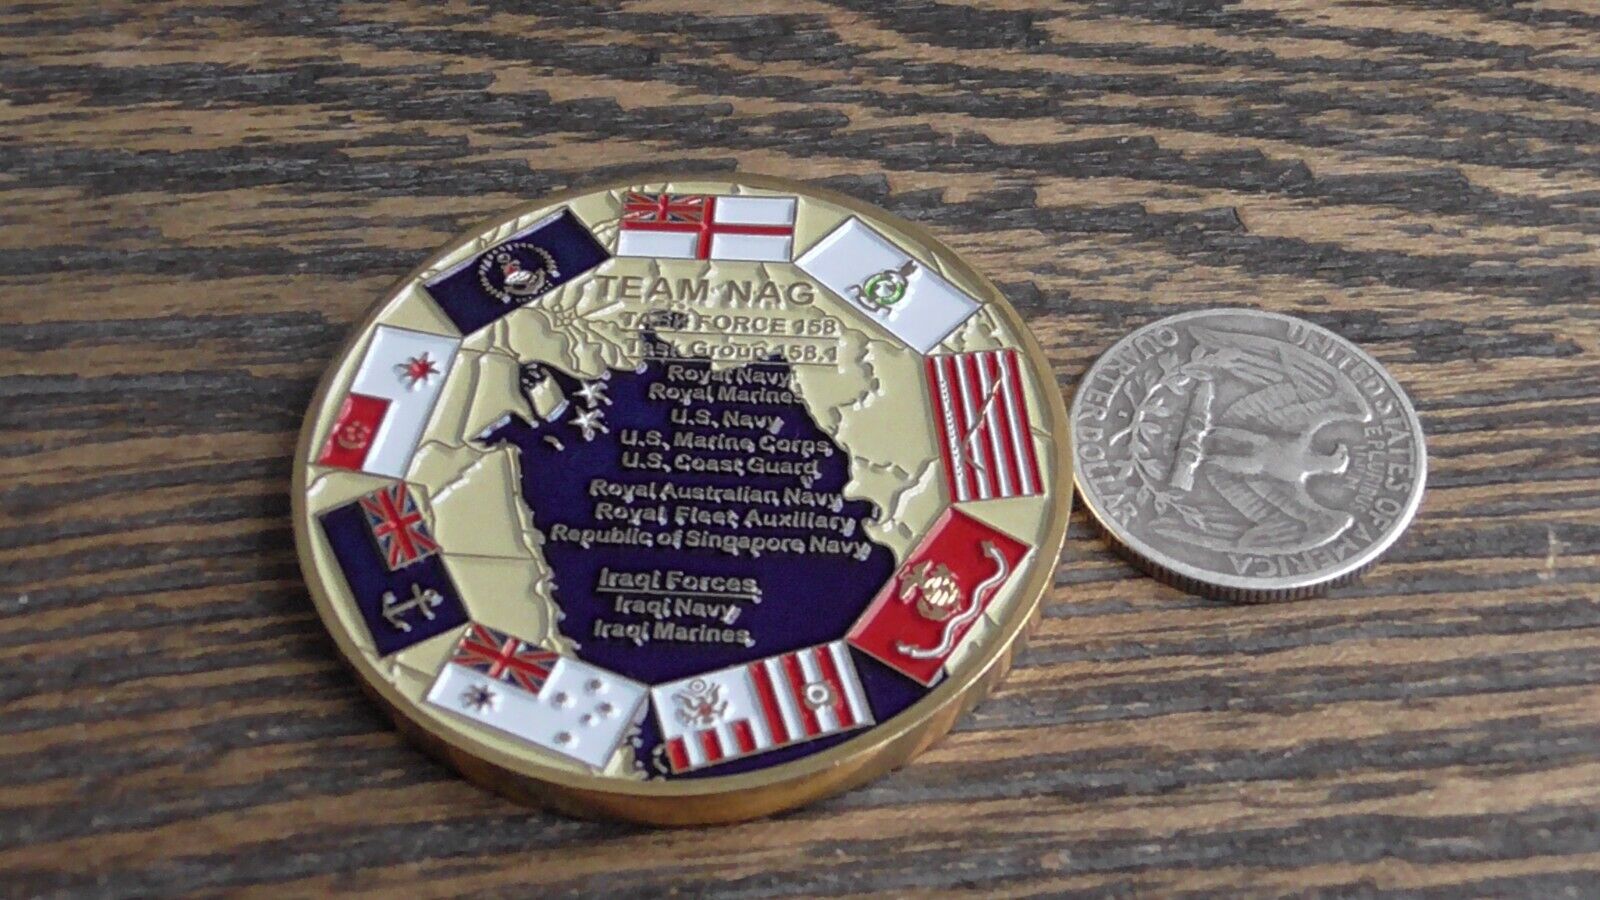 TEAM NAG
TASK FORCE 158
Task Group 158.1
Royal Navy
Royal Marines
U.S. Navy
U.S. Marine Corps
U.S. Coast Guard
Royal Australian Navy
Royal Fleet Auxiliary
Republic of Singapore Navy
Iraqi Forces
Iraqi Navy
Iraqi Marines
UNITED STATES OF AMERICA
E PLURIBUS
UNUM
QUARTER DOLLAR